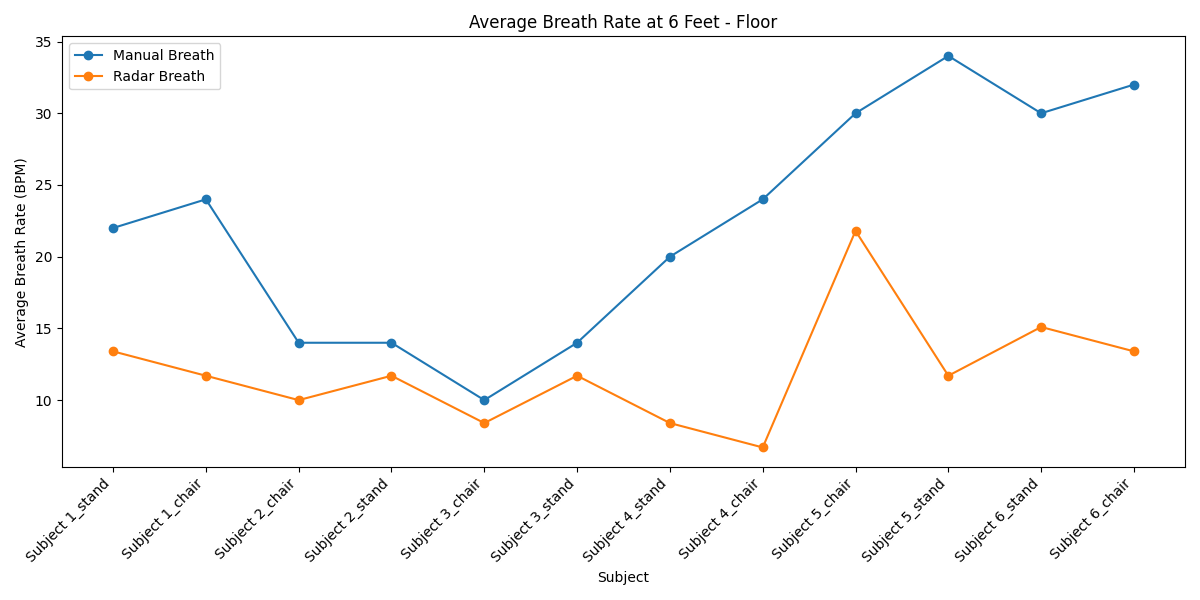 Average Breath Rate at 6 Feet - Floor
Manual Breath
Radar Breath
Average Breath Rate (BPM)
35
30
25
20
15
10
Subject 1_stand
Subject 1_chair
Subject 2_chair
Subject 2_stand
Subject 3_chair
Subject 3_stand
Subject 4_stand
Subject 4_chair
Subject 5_chair
Subject 5_stand
Subject 6_stand
Subject 6_chair
Subject